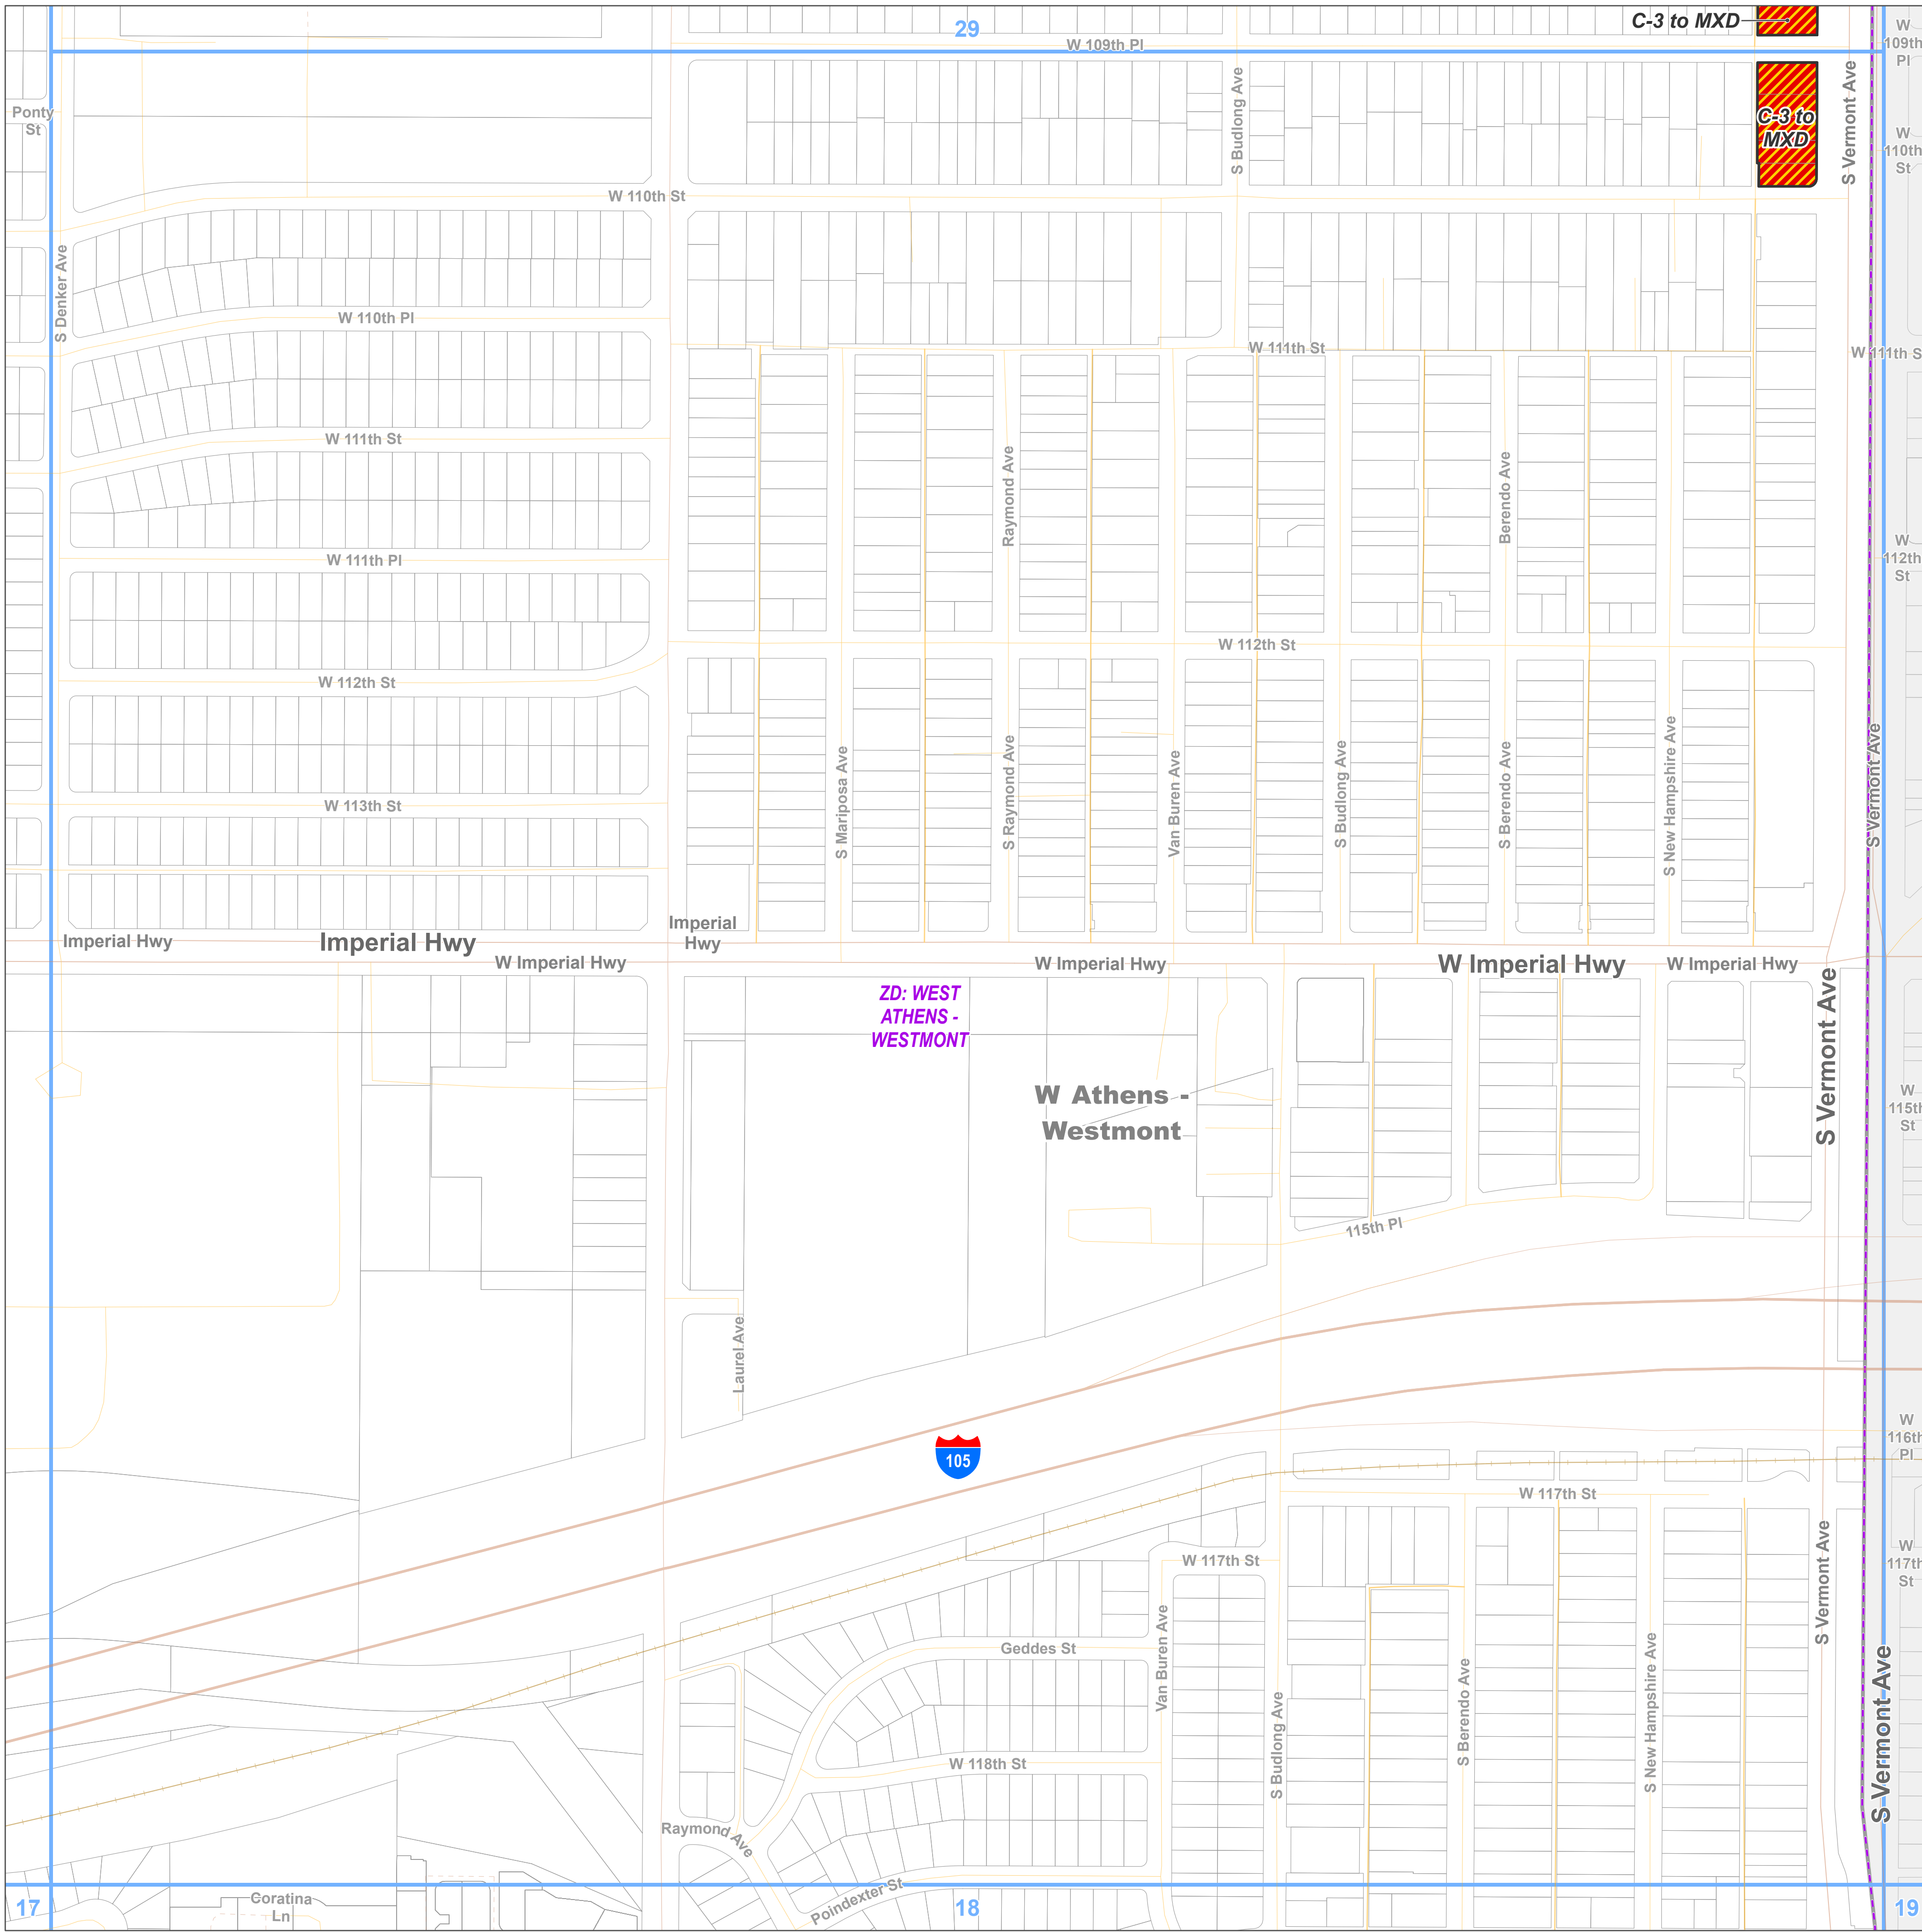 29
C-3 to MXD
W
109th
Pl
W 109th Pl
S Budlong Ave
S Vermont Ave
Ponty
St
C-3 to
MXD
W
110th
St
W 110th St
S Denker Ave
W 110th Pl
W 111th St
W 111th S
W 111th St
Raymond Ave
Berendo Ave
W 111th Pl
W
112th
St
W 112th St
W 112th St
S Mariposa Ave
S Raymond Ave
Van Buren Ave
S Budlong Ave
S Berendo Ave
S New Hampshire Ave
S Vermont Ave
W 113th St
Imperial Hwy
Imperial Hwy
W Imperial Hwy
Imperial
Hwy
W Imperial Hwy
W Imperial Hwy
W Imperial Hwy
S Vermont Ave
ZD: WEST
ATHENS -
WESTMONT
W Athens -
Westmont
W
115th
St
115th Pl
Laurel Ave
105
W
116th
Pl
W 117th St
W 117th St
W
117th
St
S Vermont Ave
Geddes St
Van Buren Ave
S Budlong Ave
S Berendo Ave
S New Hampshire Ave
S Vermont Ave
W 118th St
Raymond Ave
Poindexter St
Coratina
Ln
17
18
19